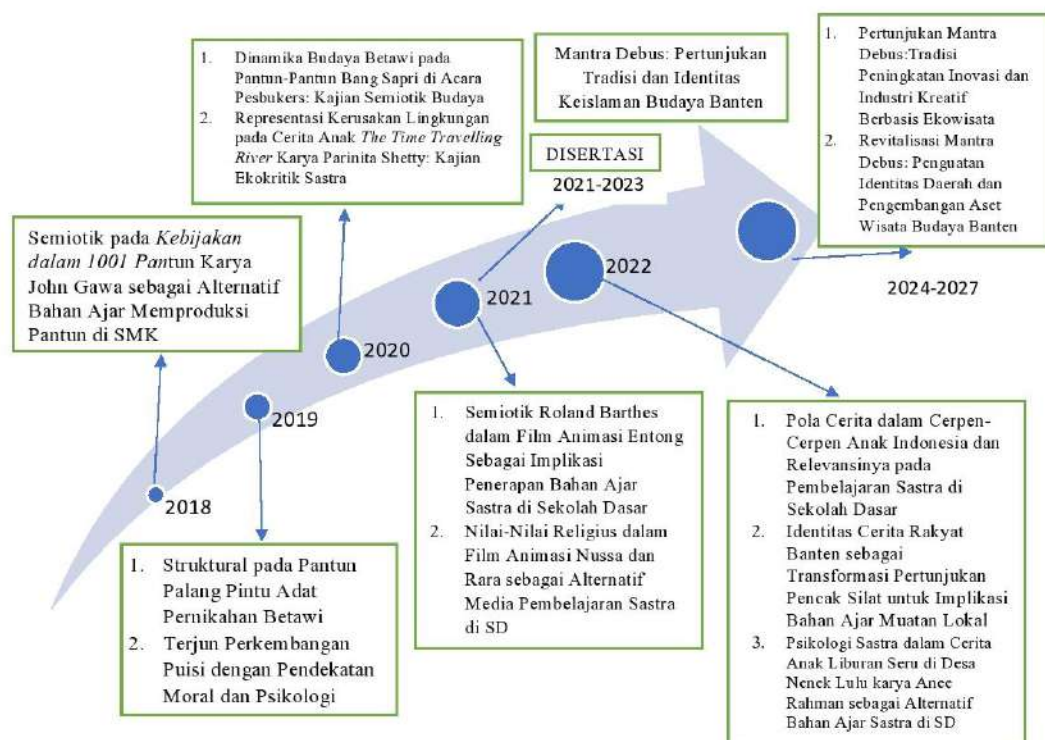 Semiotik pada Kebijakan
dalam 1001 Pantun Karya
John Gawa sebagai Alternatif
Bahan Ajar Memproduksi
Pantun di SMK
2018
2019
1. Struktural pada Pantun
Palang Pintu Adat
Pernikahan Betawi
2. Terjun Perkembangan
Puisi dengan Pendekatan
Moral dan Psikologi
1. Dinamika Budaya Betawi pada
Pantun-Pantun Bang Sapri di Acara
Pesbukers: Kajian Semiotik Budaya
2. Representasi Kerusakan Lingkungan
pada Cerita Anak The Time Travelling
River Karya Parinita Shetty: Kajian
Ekokritik Sastra
2020
2021
1. Semiotik Roland Barthes
dalam Film Animasi Entong
Sebagai Implikasi
Penerapan Bahan Ajar
Sastra di Sekolah Dasar
2. Nilai-Nilai Religius dalam
Film Animasi Nussa dan
Rara sebagai Alternatif
Media Pembelajaran Sastra
di SD
Mantra Debus: Pertunjukan
Tradisi dan Identitas
Keislaman Budaya Banten
DISERTASI
2021-2023
2022
1. Pola Cerita dalam Cerpen-
Cerpen Anak Indonesia dan
Relevansinya pada
Pembelajaran Sastra di
Sekolah Dasar
2. Identitas Cerita Rakyat
Banten sebagai
Transformasi Pertunjukan
Pencak Silat untuk Implikasi
Bahan Ajar Muatan Lokal
3. Psikologi Sastra dalam Cerita
Anak Liburan Seru di Desa
Nenek Lulu karya Anee
Rahman sebagai Alternatif
Bahan Ajar Sastra di SD
1. Pertunjukan Mantra
Debus:Tradisi
Peningkatan Inovasi dan
Industri Kreatif
Berbasis Ekowisata
2. Revitalisasi Mantra
Debus: Penguatan
Identitas Daerah dan
Pengembangan Aset
Wisata Budaya Banten
2024-2027